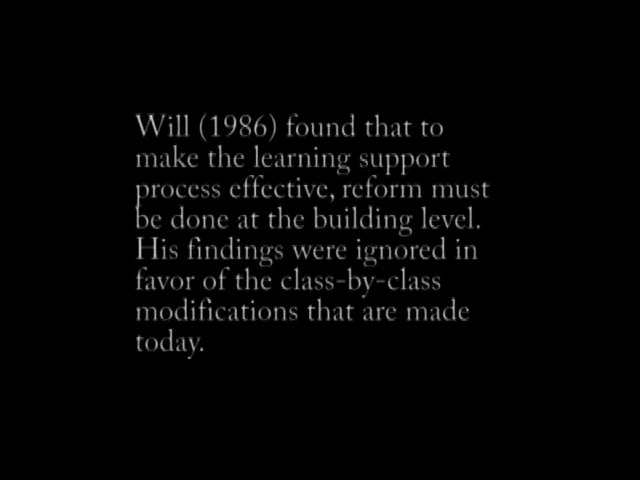 Will (1986) found that to
make the learning support
process effective, reform must
be done at the building level.
His findings were ignored in
favor of the class-by-class
modifications that are made
today.